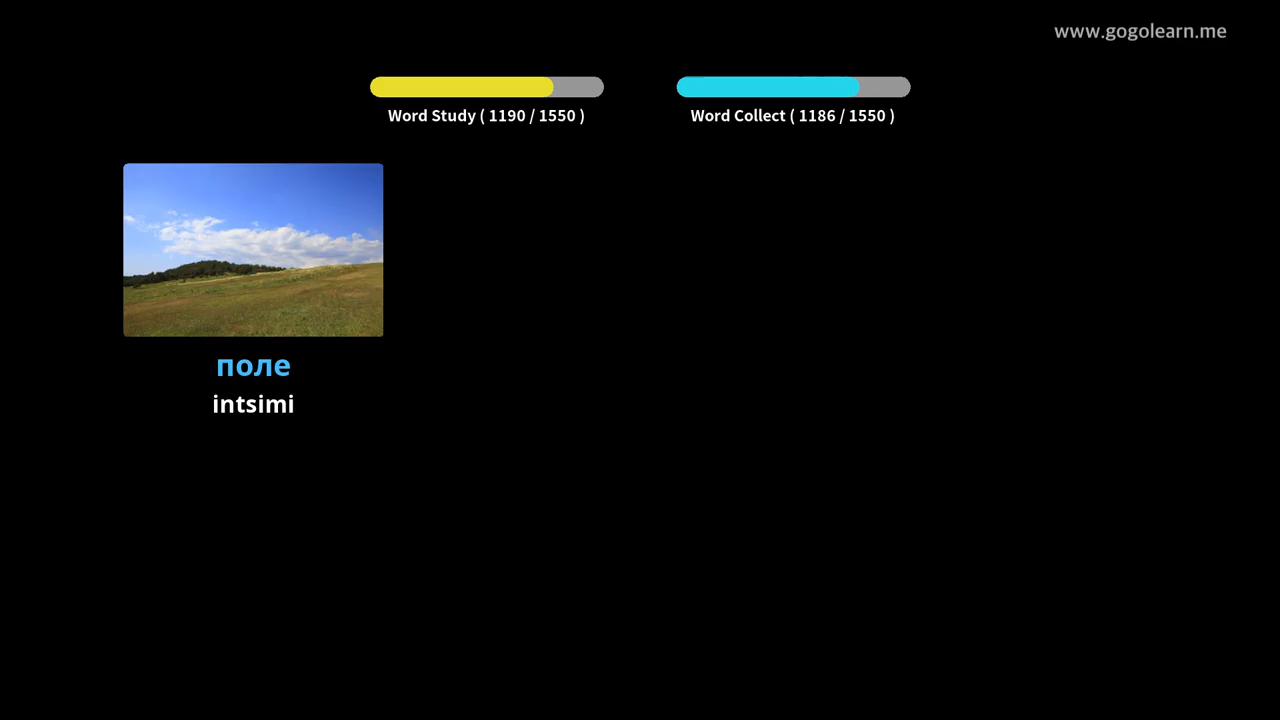 www.gogolearn.me
Word Study ( 1190 / 1550 )
Word Collect ( 1186 / 1550 )
поле
intsimi